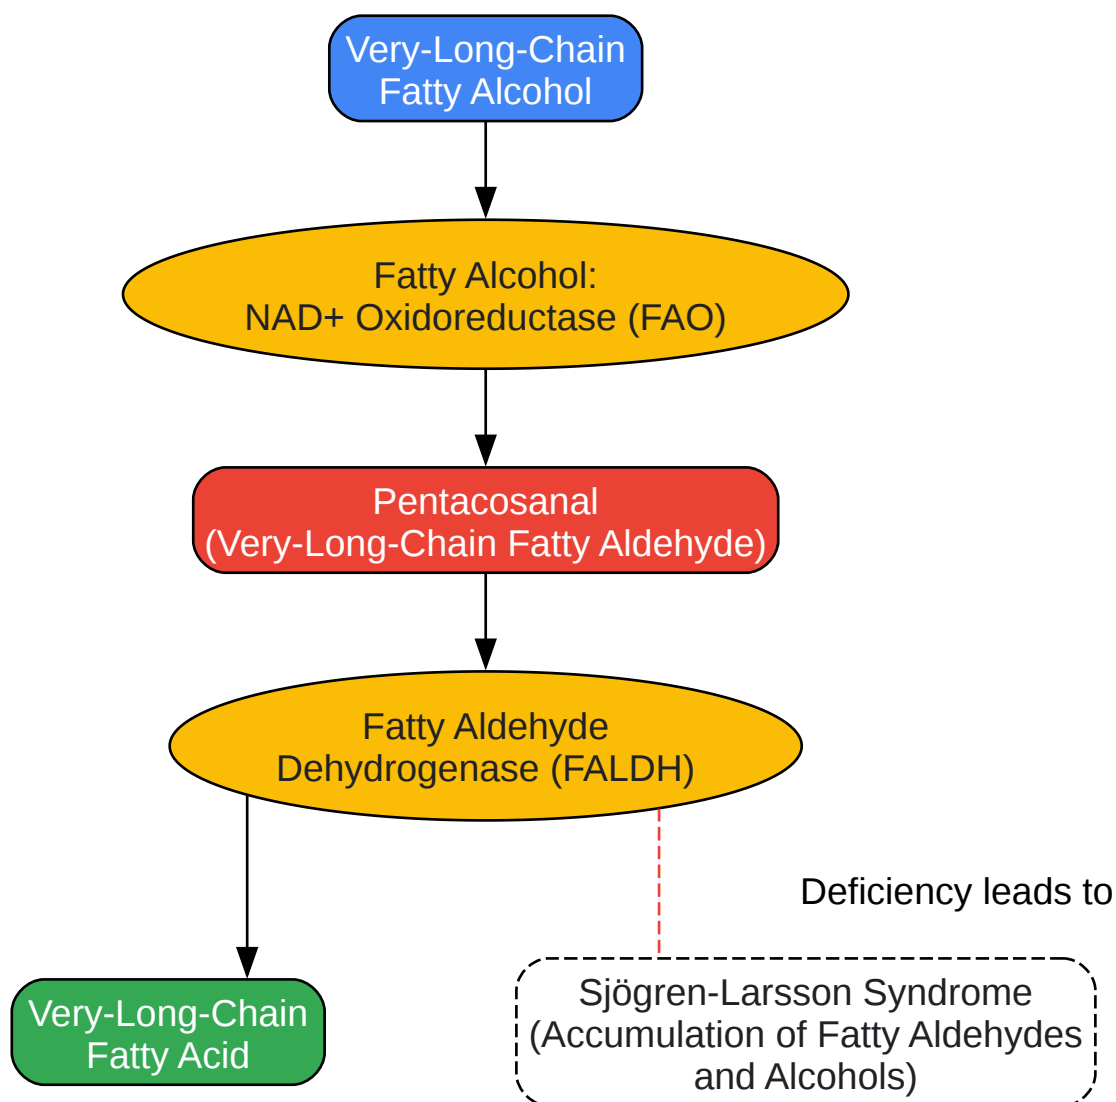 Very-Long-Chain
Fatty Alcohol
Fatty Alcohol:
NAD+ Oxidoreductase (FAO)
Pentacosanal
(Very-Long-Chain Fatty Aldehyde)
Fatty Aldehyde
Dehydrogenase (FALDH)
Deficiency leads to
Very-Long-Chain
Fatty Acid
Sjögren-Larsson Syndrome
(Accumulation of Fatty Aldehydes
and Alcohols)